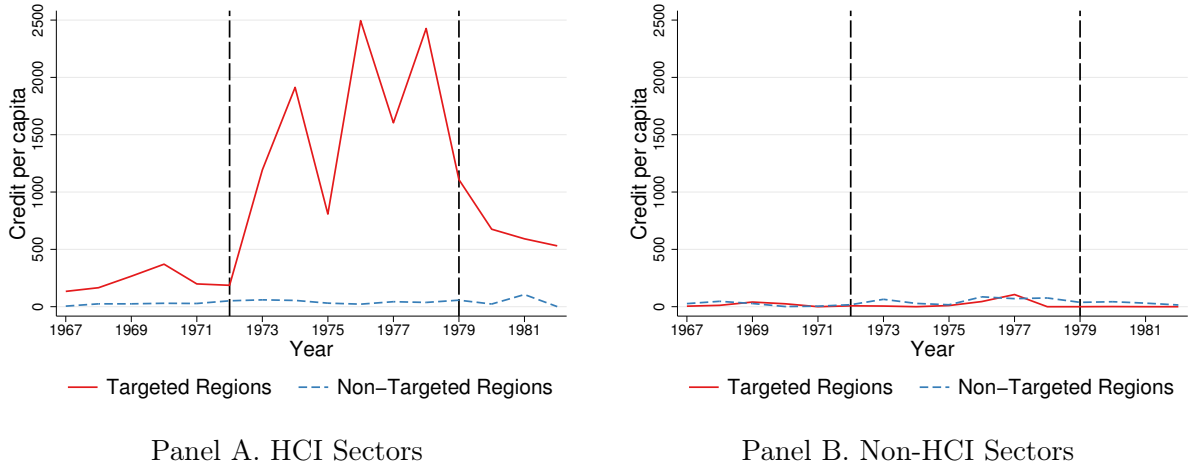 2500
2000
1500
1000
500
0
Credit per capita
1967 1969 1971 1973 1975 1977 1979 1981
Year
Targeted Regions Non−Targeted Regions
Panel A. HCI Sectors
2500
2000
1500
1000
500
0
Credit per capita
1967 1969 1971 1973 1975 1977 1979 1981
Year
Targeted Regions Non−Targeted Regions
Panel B. Non-HCI Sectors